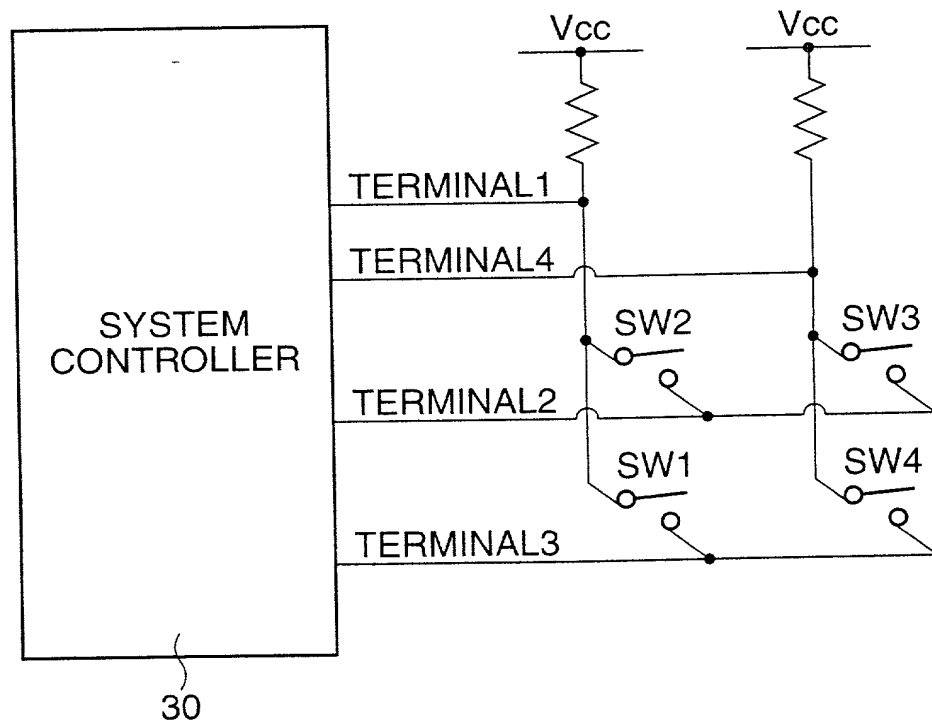 Vcc
Vcc
TERMINAL1
TERMINAL4
SYSTEM
CONTROLLER
SW2
SW3
TERMINAL2
SW1
SW4
TERMINAL3
30